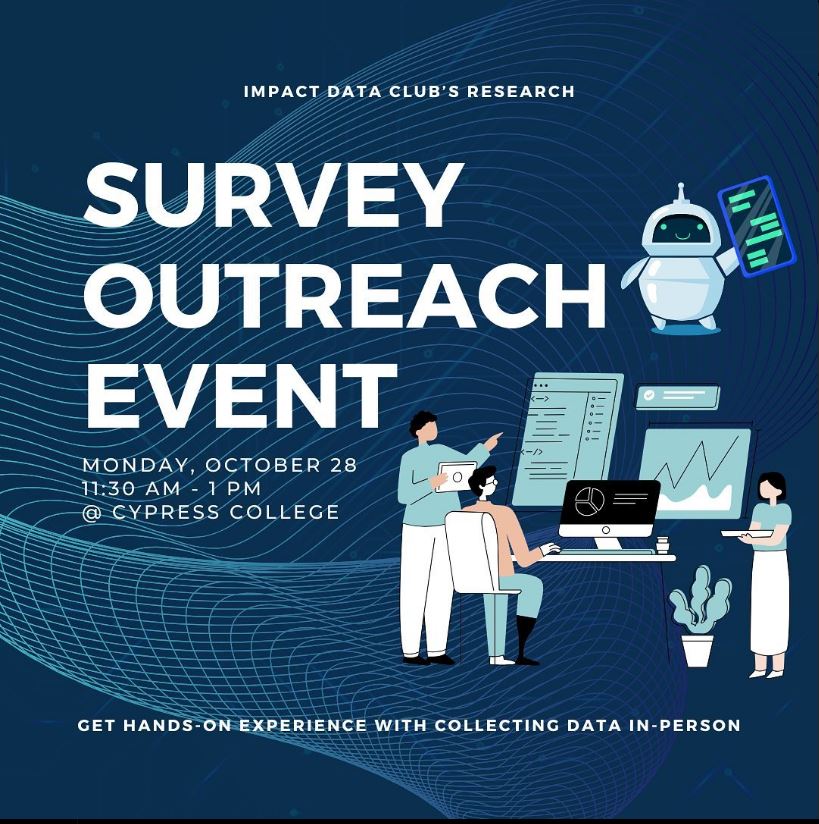 IMPACT DATA CLUB'S RESEARCH
SURVEY
OUTREACH
EVENT
MONDAY, OCTOBER 28
11:30 AM - 1 PM
@ CYPRESS COLLEGE
GET HANDS-ON EXPERIENCE WITH COLLECTING DATA IN-PERSON